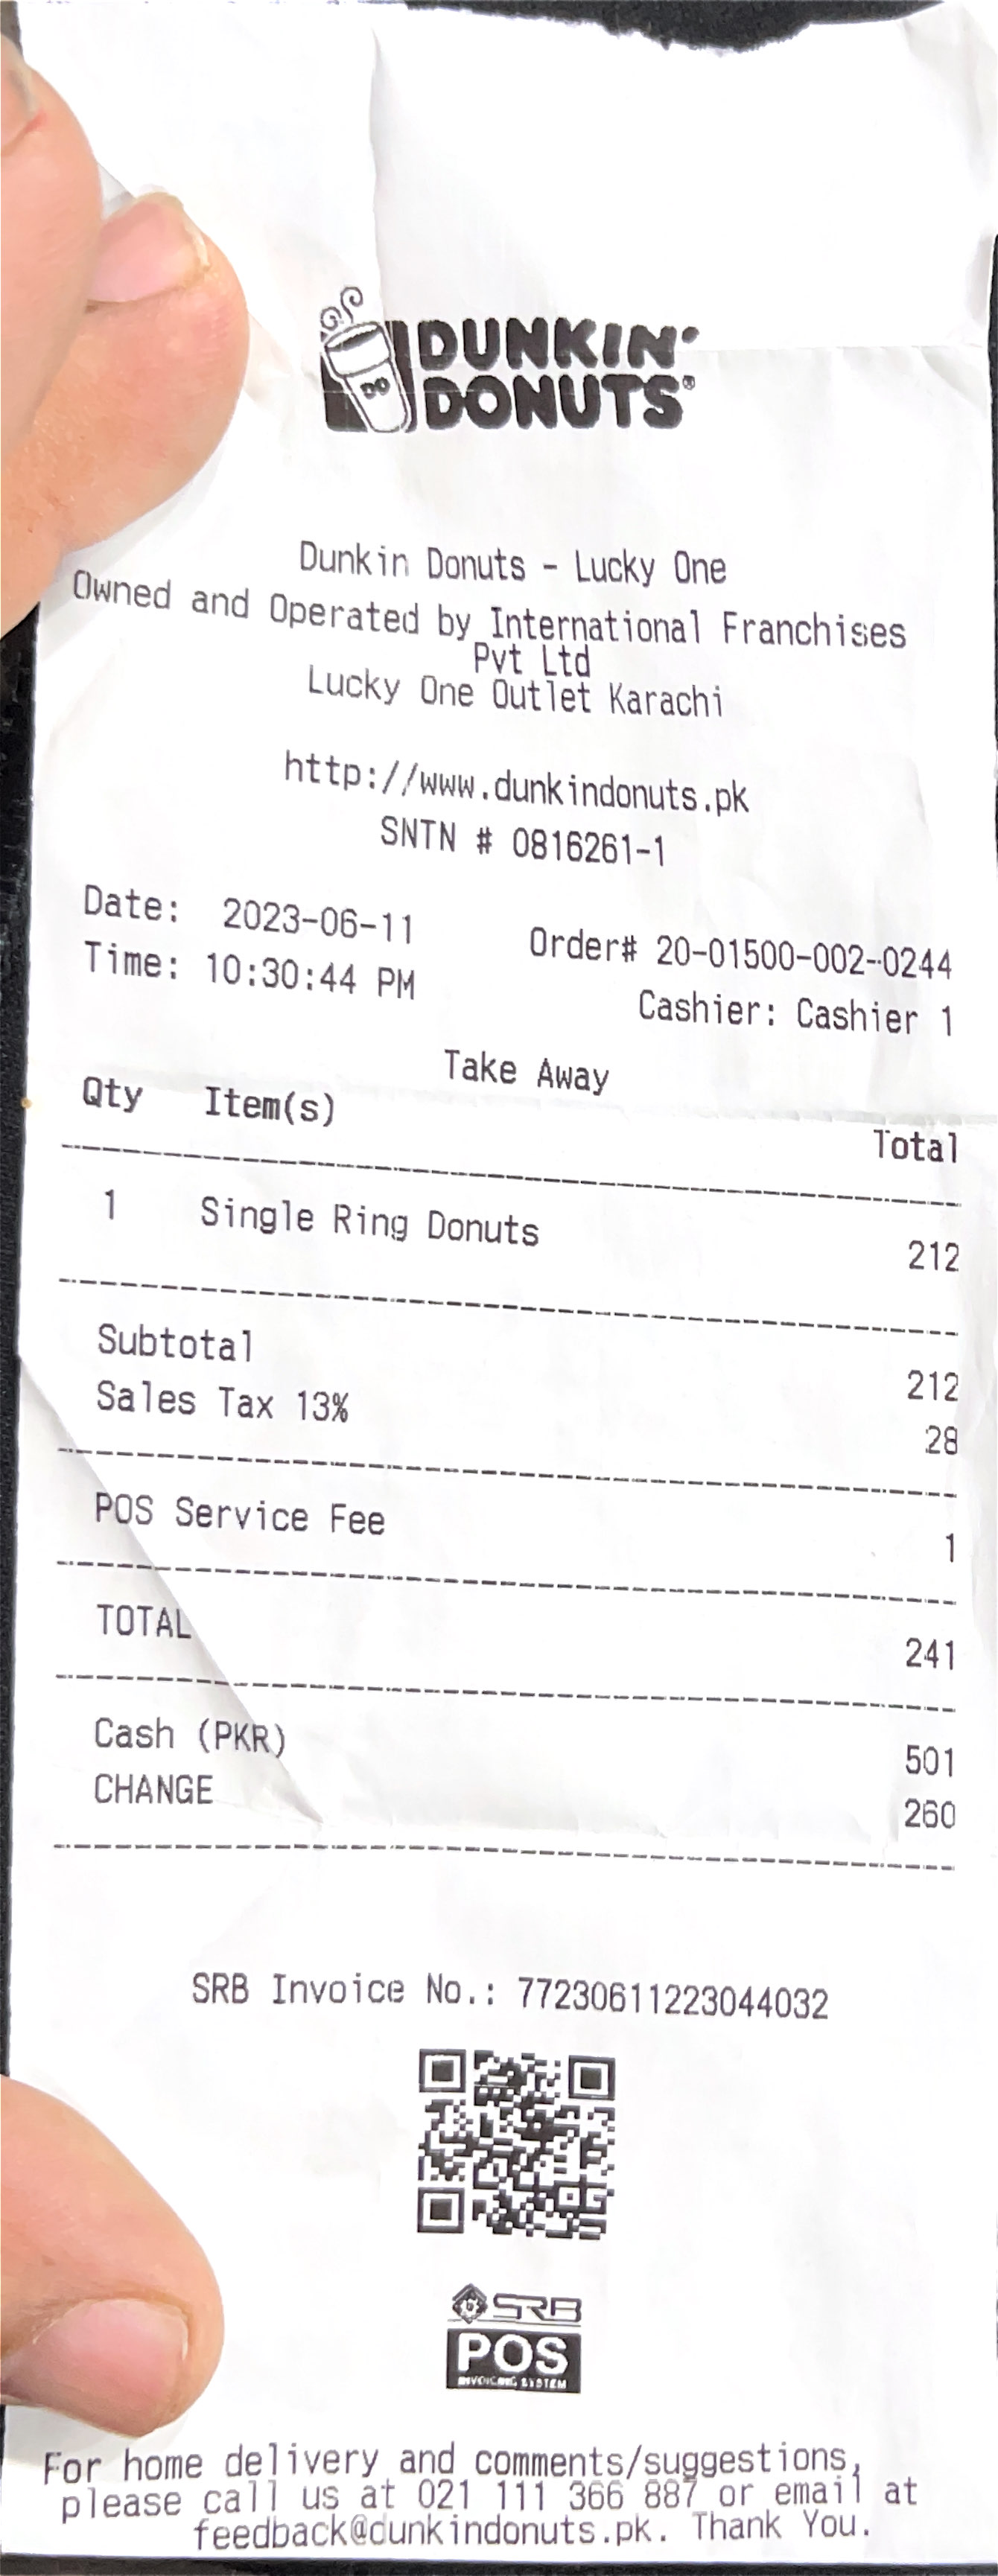 DUNKIN'
DONUTS®
Dunkin Donuts - Lucky One
Owned and Operated by International Franchises
Pvt Ltd
Lucky One Outlet Karachi
http://www.dunkindonuts.pk
SNTN # 0816261-1
Date: 2023-06-11
Order# 20-01500-002-0244
Time: 10:30:44 PM
Cashier: Cashier 1
Take Away
Qty Item(s) Total
1 Single Ring Donuts 212
Subtotal 212
Sales Tax 13% 28
POS Service Fee 1
TOTAL 241
Cash (PKR) 501
CHANGE 260
SRB Invoice No.: 77230611223044032
SRB
POS
INVOICING SYSTEM
For home delivery and comments/suggestions,
please call us at 021 111 366 887 or email at
feedback@dunkindonuts.pk. Thank You.